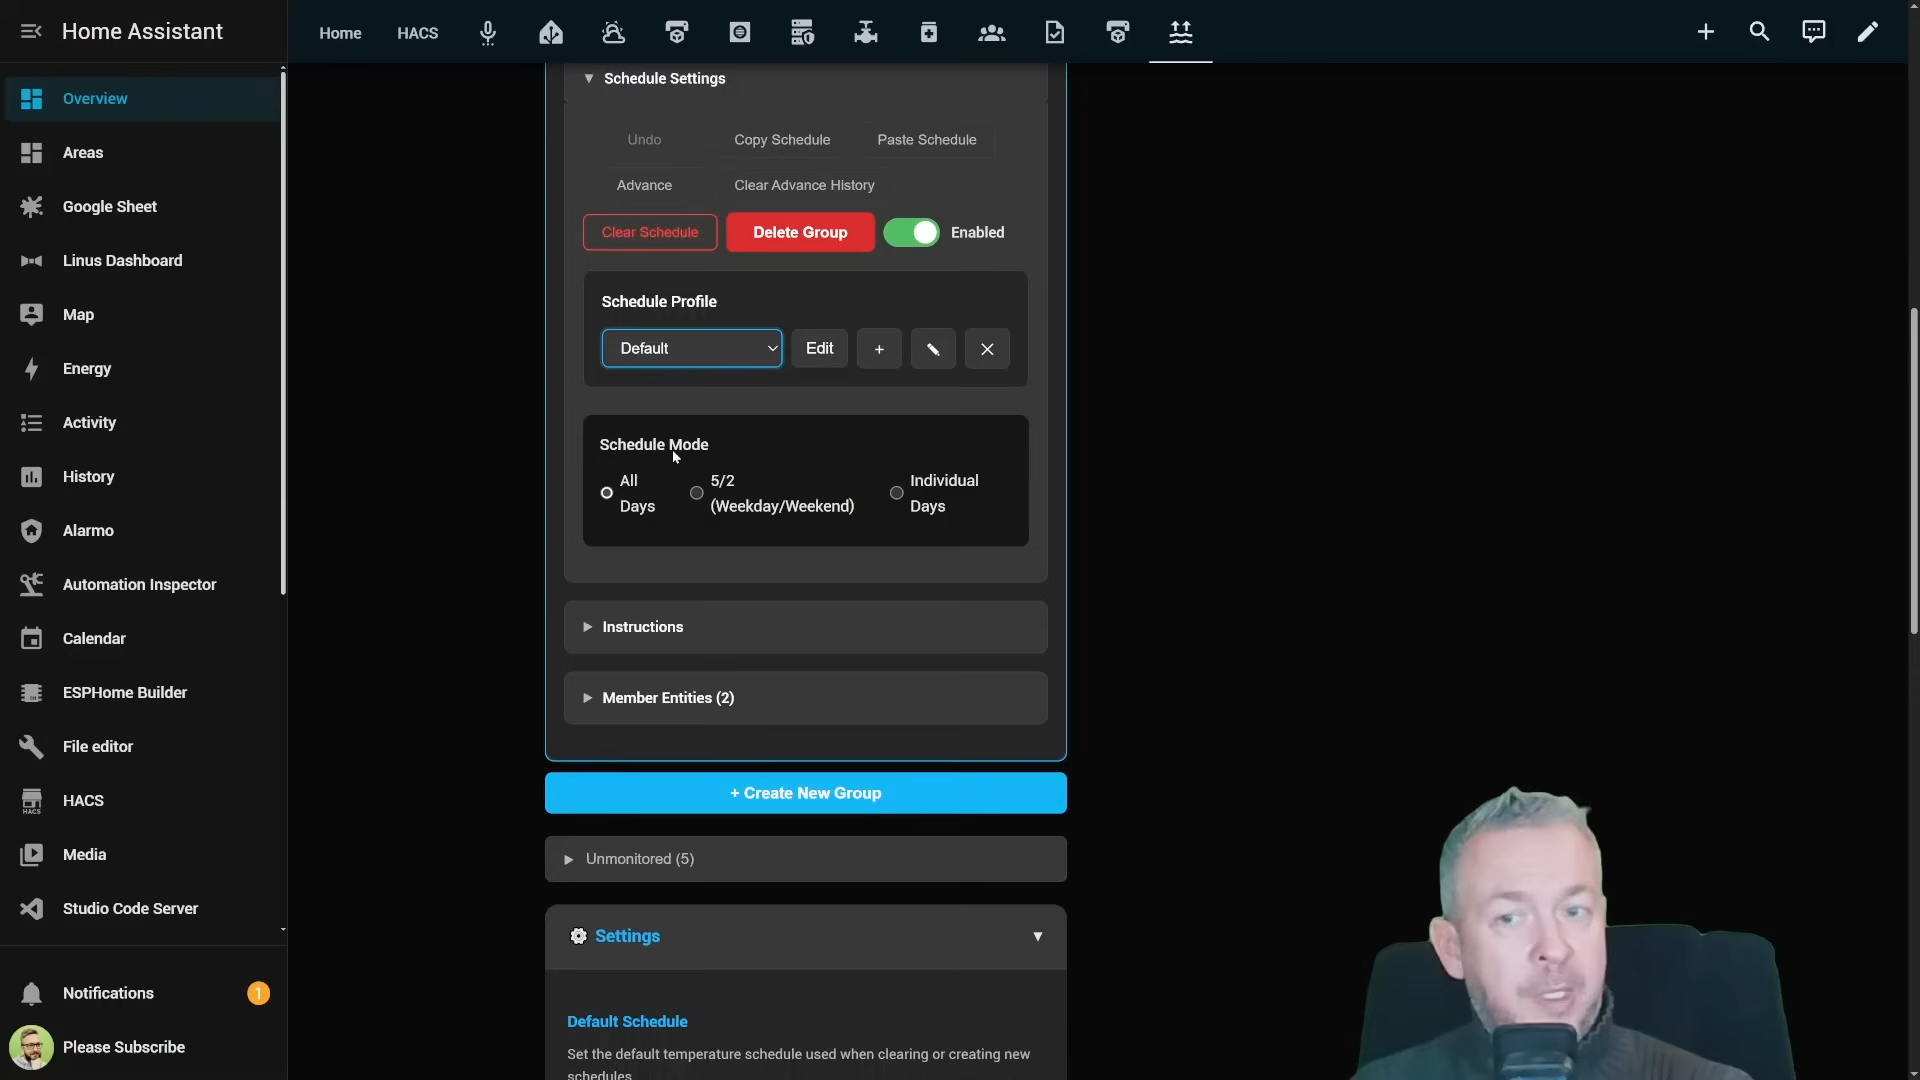 Home Assistant
Home
HACS
Overview
Areas
Google Sheet
Linus Dashboard
Map
Energy
Activity
History
Alarmo
Automation Inspector
Calendar
ESPHome Builder
File editor
HACS
HACS
Media
Studio Code Server
Notifications
1
Please Subscribe
Schedule Settings
Undo
Copy Schedule
Paste Schedule
Advance
Clear Advance History
Clear Schedule
Delete Group
Enabled
Schedule Profile
Default
Edit
+
Schedule Mode
All
Days
5/2
(Weekday/Weekend)
Individual
Days
Instructions
Member Entities (2)
+ Create New Group
Unmonitored (5)
Settings
Default Schedule
Set the default temperature schedule used when clearing or creating new
schedules